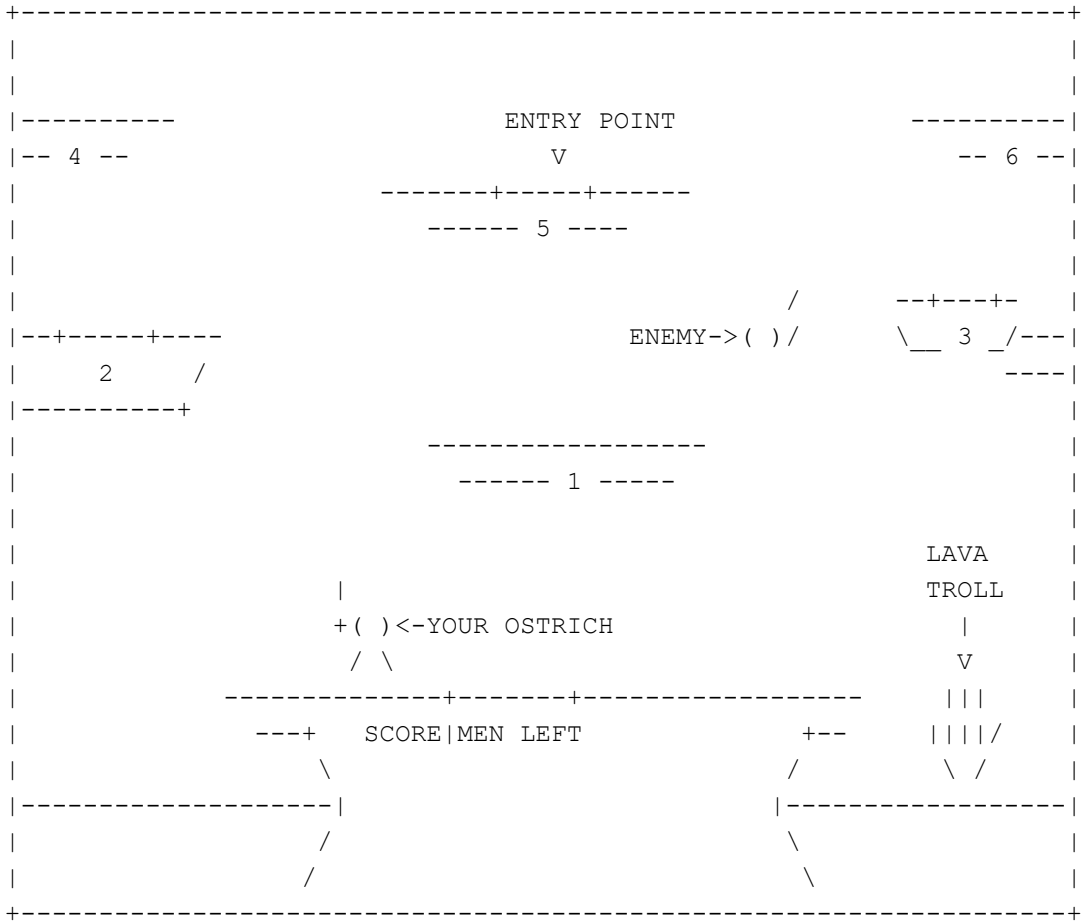 ENTRY POINT
4 V 6
5
ENEMY->( ) 3
2
1
LAVA
TROLL
+( )<-YOUR OSTRICH
V
SCORE|MEN LEFT